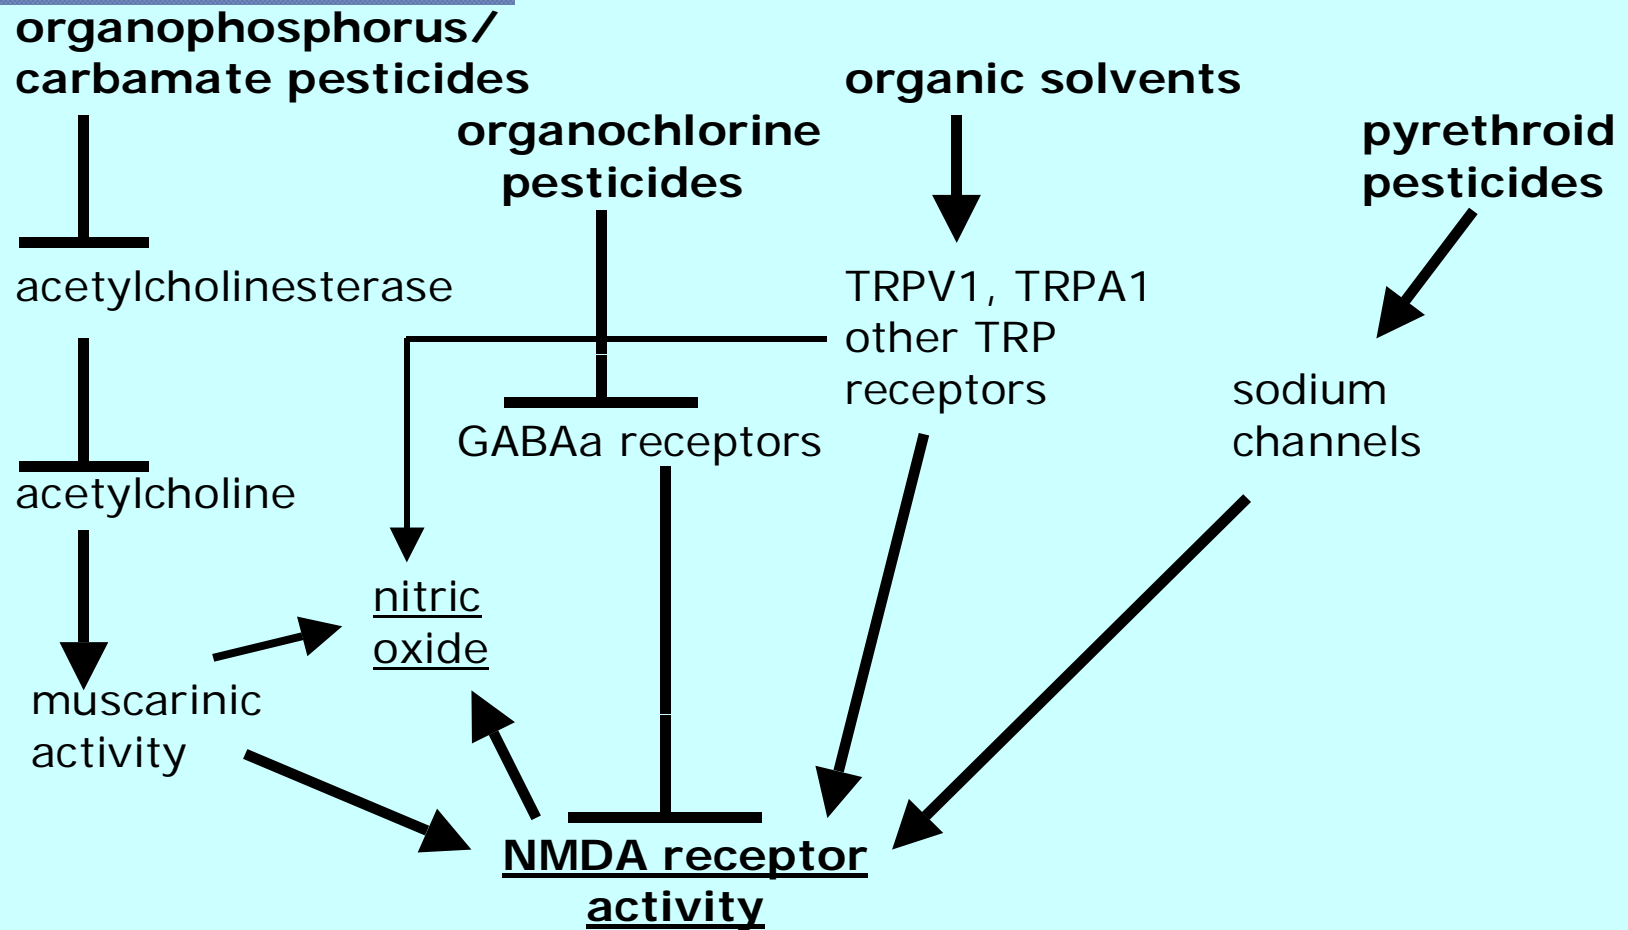 organophosphorus/
carbamate pesticides
organochlorine
pesticides
organic solvents
pyrethroid
pesticides
acetylcholinesterase
TRPV1, TRPA1
other TRP
receptors
sodium
channels
GABAa receptors
acetylcholine
nitric
oxide
muscarinic
activity
NMDA receptor
activity